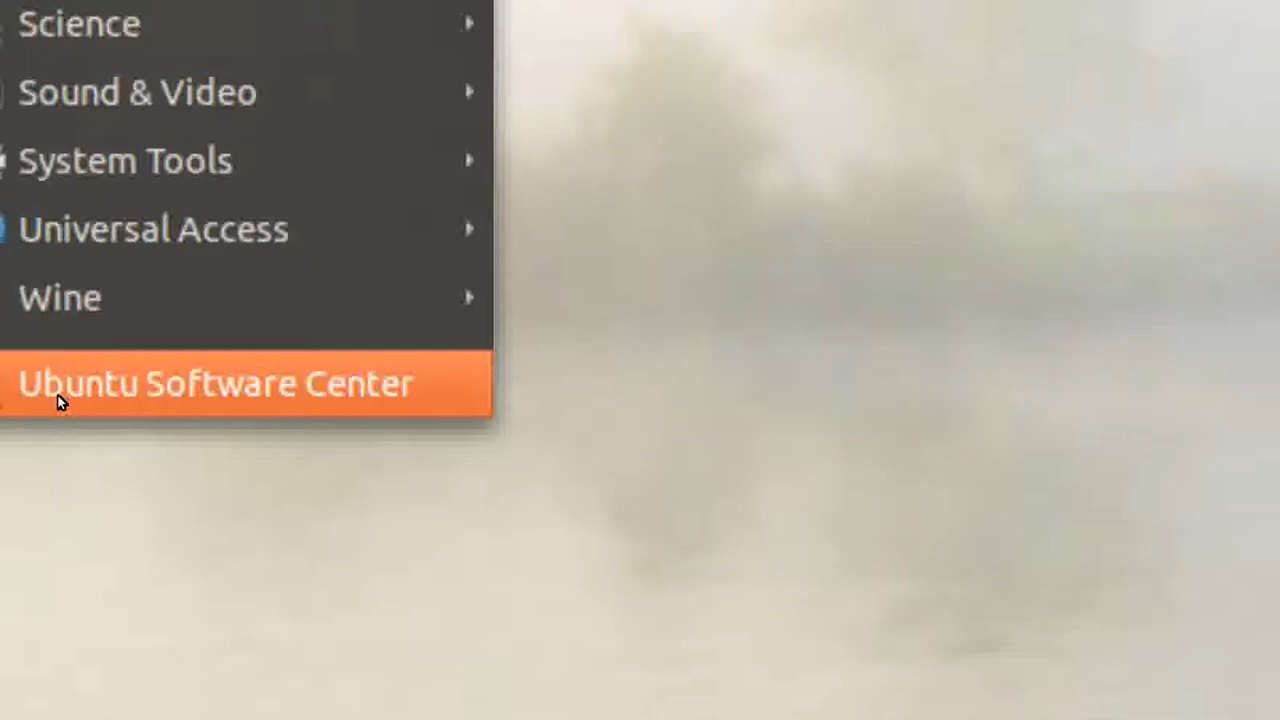 Science
Sound & Video
System Tools
Universal Access
Wine
Ubuntu Software Center